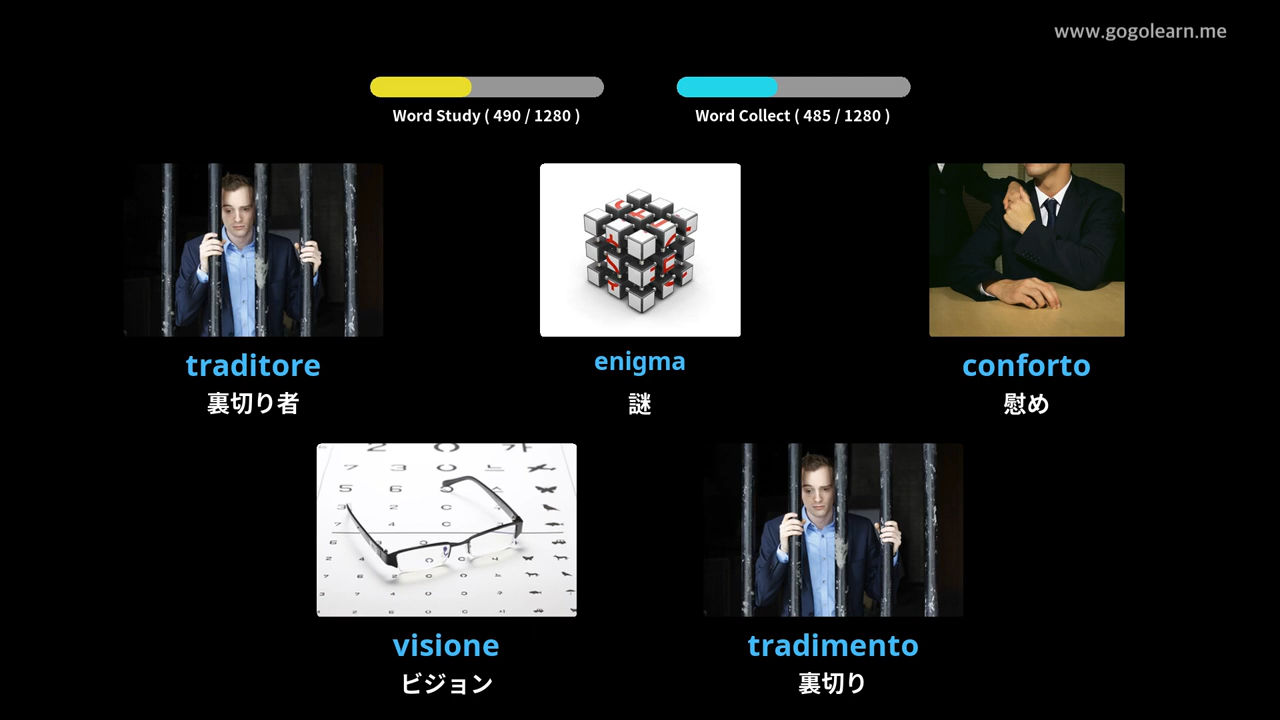 www.gogolearn.me
Word Study ( 490 / 1280 )
Word Collect ( 485 / 1280 )
traditore
enigma
conforto
裏切り者
謎
慰め
visione
tradimento
ビジョン
裏切り